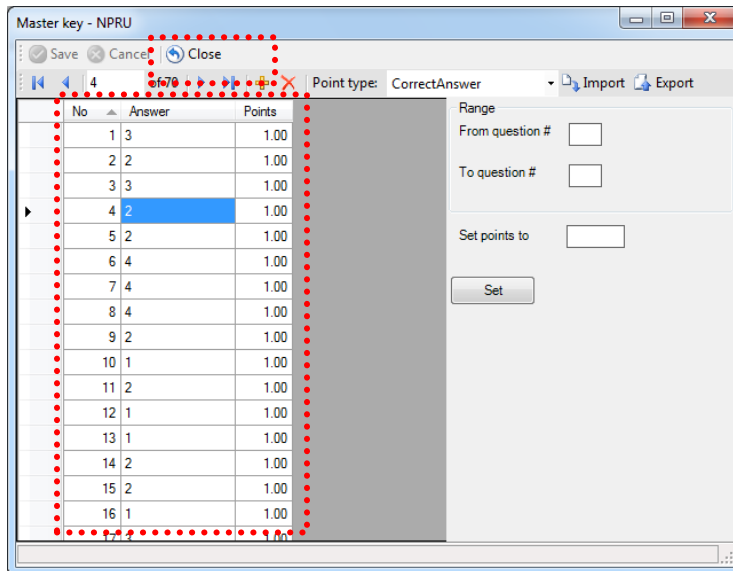 Master key - NPRU
Save Cancel Close
4 of 70 Point type: CorrectAnswer Import Export
No Answer Points
1 3 1.00
2 2 1.00
3 3 1.00
4 2 1.00
5 2 1.00
6 4 1.00
7 4 1.00
8 4 1.00
9 2 1.00
10 1 1.00
11 2 1.00
12 1 1.00
13 1 1.00
14 2 1.00
15 2 1.00
16 1 1.00
17 3 1.00
Range
From question #
To question #
Set points to
Set